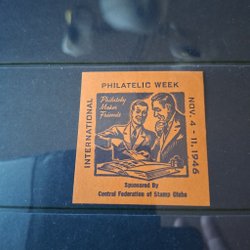 PHILATELIC WEEK
INTERNATIONAL
NOV. 4-11, 1946
Philately
Makes
Friends
Sponsored By
Central Federation of Stamp Clubs